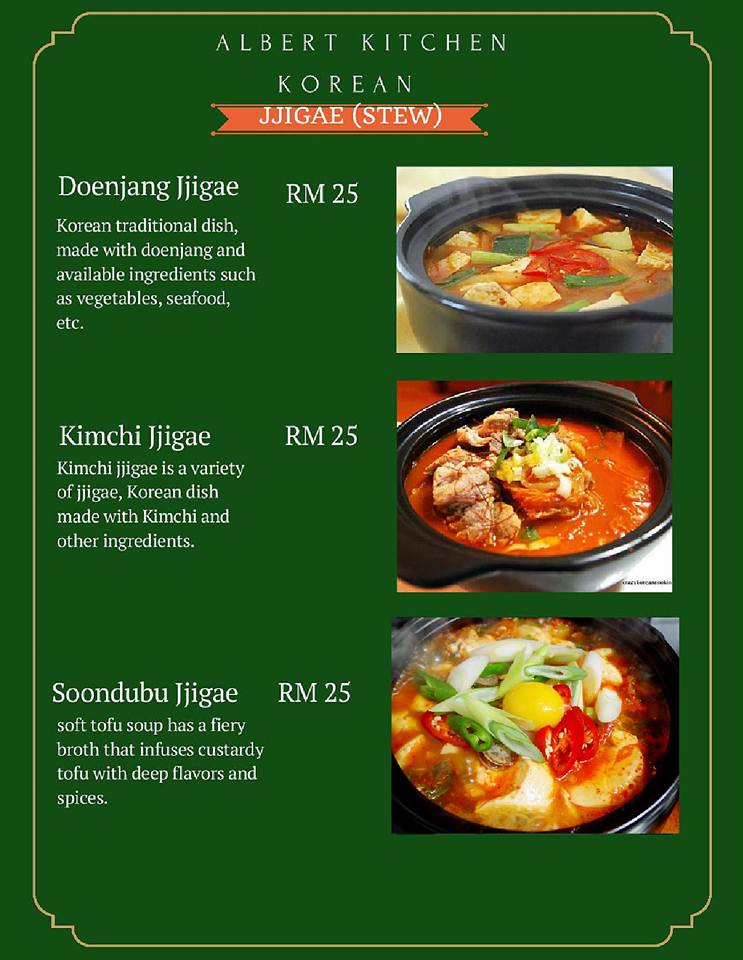 ALBERT KITCHEN
KOREAN
JJIGAE (STEW)
Doenjang Jjigae
RM 25
Korean traditional dish,
made with doenjang and
available ingredients such
as vegetables, seafood,
etc.
Kimchi Jjigae
RM 25
Kimchi jjigae is a variety
of jjigae, Korean dish
made with Kimchi and
other ingredients.
Soondubu Jjigae
RM 25
soft tofu soup has a fiery
broth that infuses custardy
tofu with deep flavors and
spices.